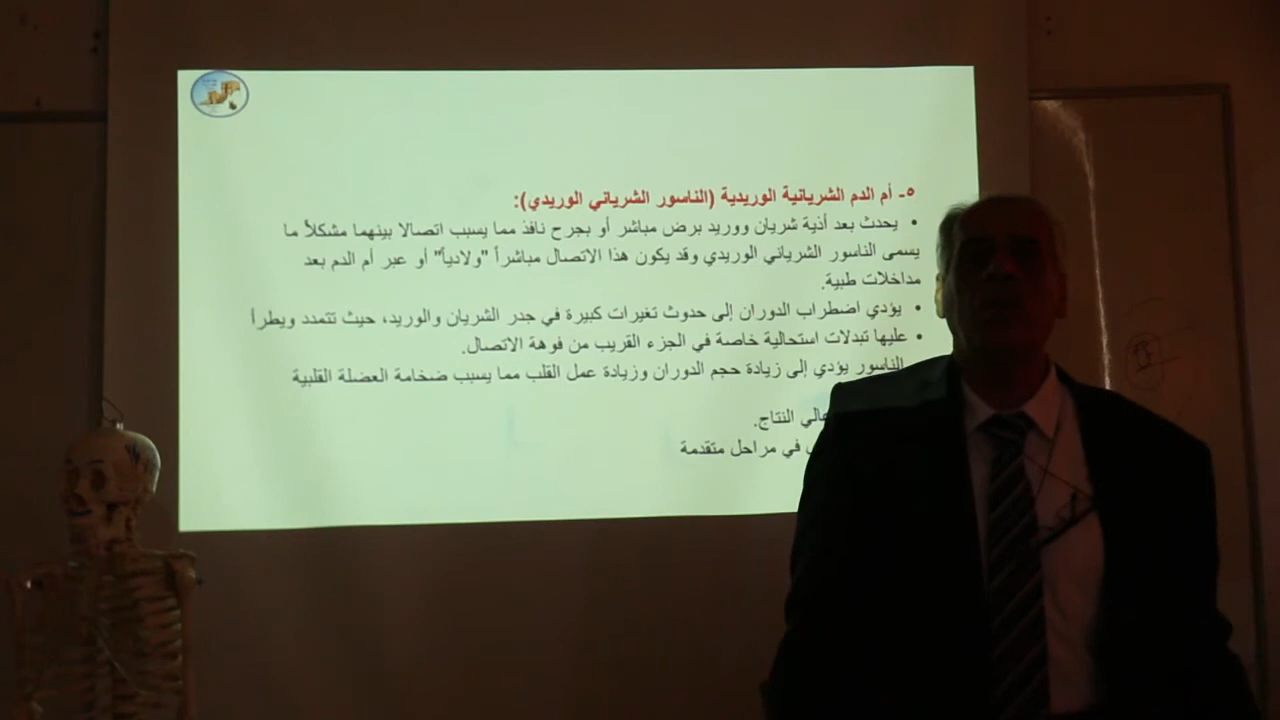 ٥- أم الدم الشريانية الوريدية (الناسور الشرياني الوريدي):
• يحدث بعد أذية شريان ووريد برض مباشر أو بجرح نافذ مما يسبب اتصالا بينهما مشكلاً ما
يسمى الناسور الشرياني الوريدي وقد يكون هذا الاتصال مباشراً "ولادياً" أو عبر أم الدم بعد
مداخلات طبية.
• يؤدي اضطراب الدوران إلى حدوث تغيرات كبيرة في جدر الشريان والوريد، حيث تتمدد ويطرأ
• عليها تبدلات استحالية خاصة في الجزء القريب من فوهة الاتصال.
الناسور يؤدي إلى زيادة حجم الدوران وزيادة عمل القلب مما يسبب ضخامة العضلة القلبية
عالي النتاج.
في مراحل متقدمة